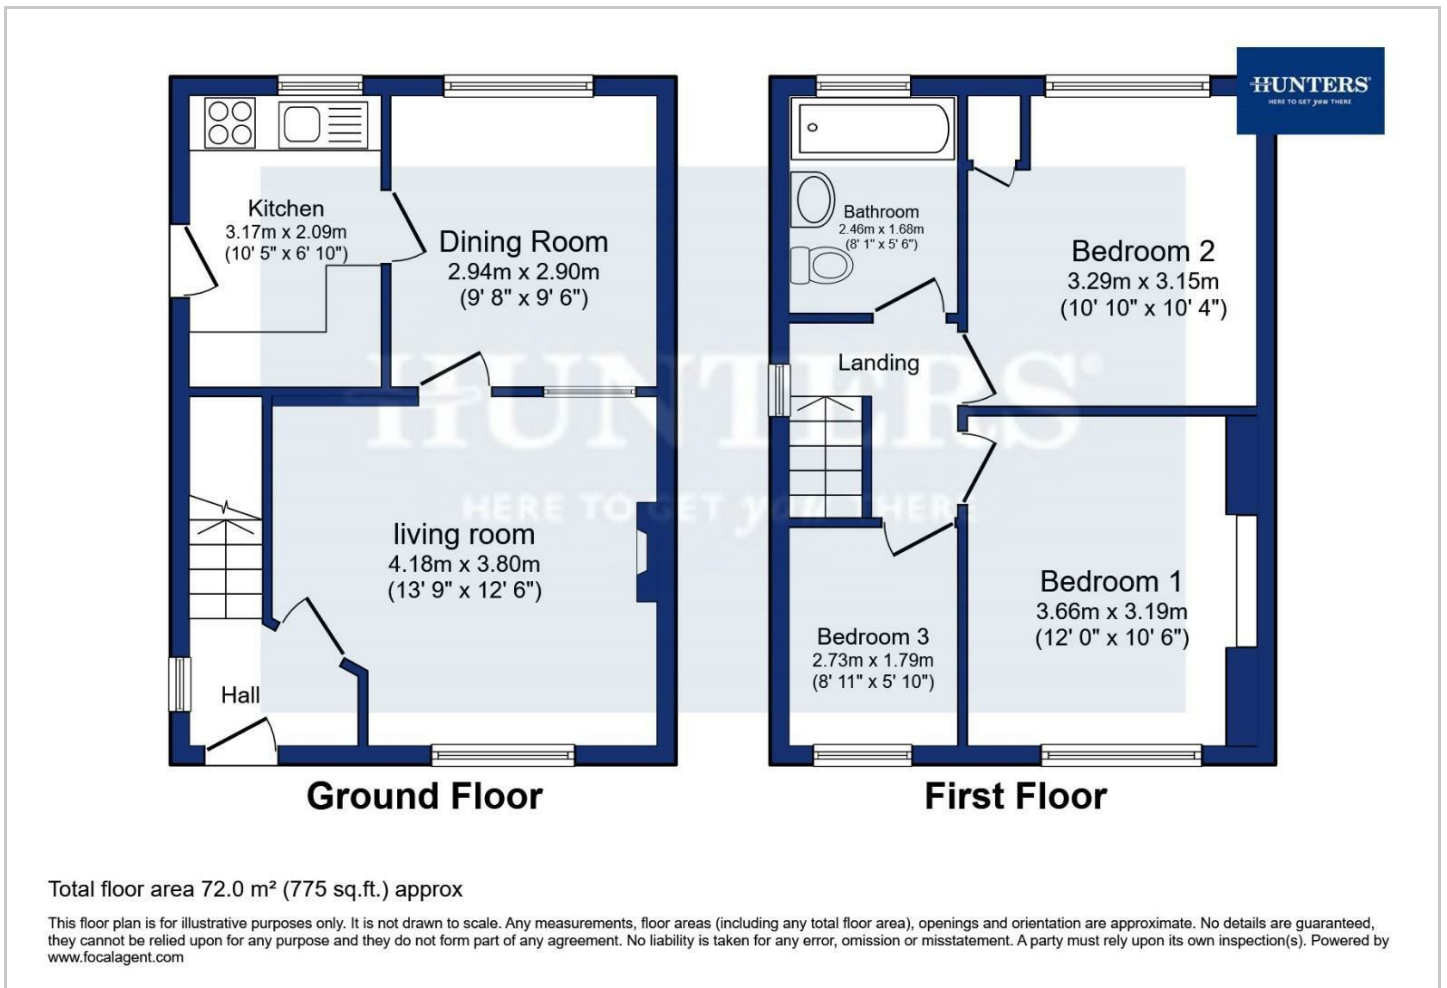 HUNTERS®
HERE TO GET you THERE
Kitchen
3.17m x 2.09m
(10' 5" x 6' 10")
Dining Room
2.94m x 2.90m
(9' 8" x 9' 6")
living room
4.18m x 3.80m
(13' 9" x 12' 6")
Hall
Ground Floor
Bathroom
2.46m x 1.68m
(8' 1" x 5' 6")
Bedroom 2
3.29m x 3.15m
(10' 10" x 10' 4")
Landing
Bedroom 1
3.66m x 3.19m
(12' 0" x 10' 6")
Bedroom 3
2.73m x 1.79m
(8' 11" x 5' 10")
First Floor
HUNTERS®
HERE TO GET you THERE
Total floor area 72.0 m² (775 sq.ft.) approx
This floor plan is for illustrative purposes only. It is not drawn to scale. Any measurements, floor areas (including any total floor area), openings and orientation are approximate. No details are guaranteed,
they cannot be relied upon for any purpose and they do not form part of any agreement. No liability is taken for any error, omission or misstatement. A party must rely upon its own inspection(s). Powered by
www.focalagent.com